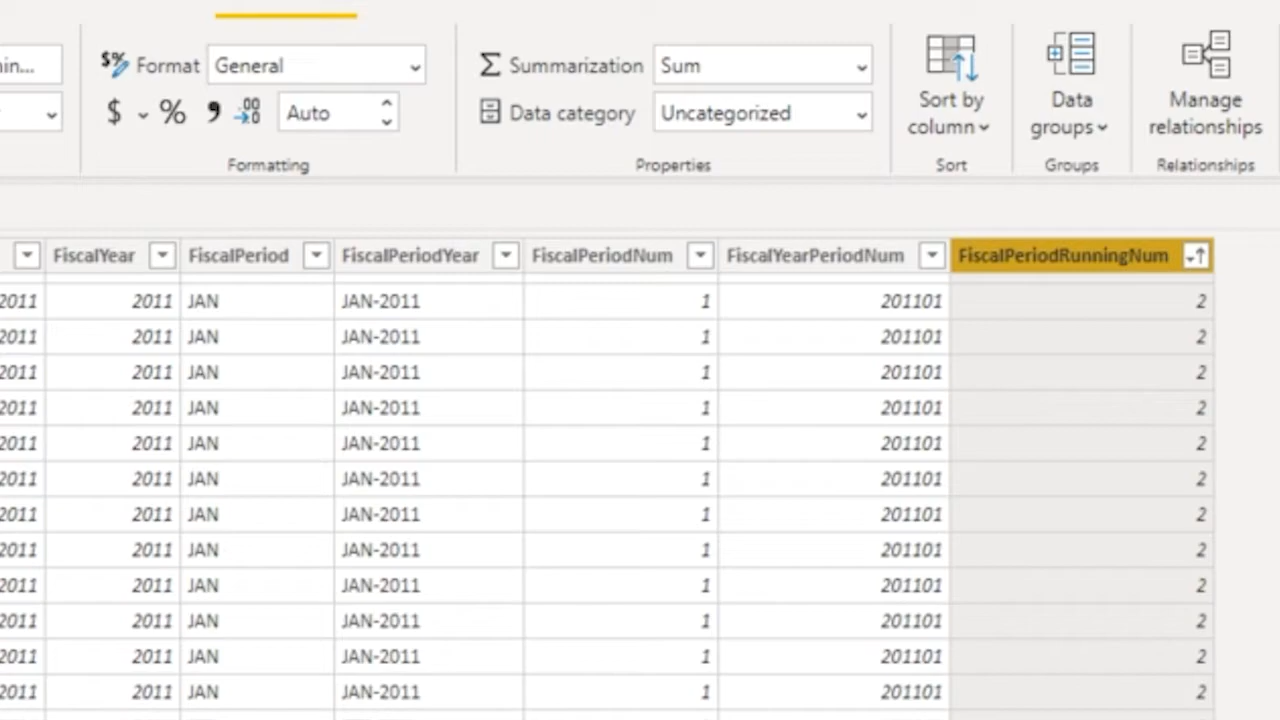 in... Format General Summarization Sum
$ % , .00 Auto Data category Uncategorized
Sort by column
Data groups
Manage relationships
Formatting Properties Sort Groups Relationships
FiscalYear FiscalPeriod FiscalPeriodYear FiscalPeriodNum FiscalYearPeriodNum FiscalPeriodRunningNum
2011 2011 JAN JAN-2011 1 201101 2
2011 2011 JAN JAN-2011 1 201101 2
2011 2011 JAN JAN-2011 1 201101 2
2011 2011 JAN JAN-2011 1 201101 2
2011 2011 JAN JAN-2011 1 201101 2
2011 2011 JAN JAN-2011 1 201101 2
2011 2011 JAN JAN-2011 1 201101 2
2011 2011 JAN JAN-2011 1 201101 2
2011 2011 JAN JAN-2011 1 201101 2
2011 2011 JAN JAN-2011 1 201101 2
2011 2011 JAN JAN-2011 1 201101 2
2011 2011 JAN JAN-2011 1 201101 2